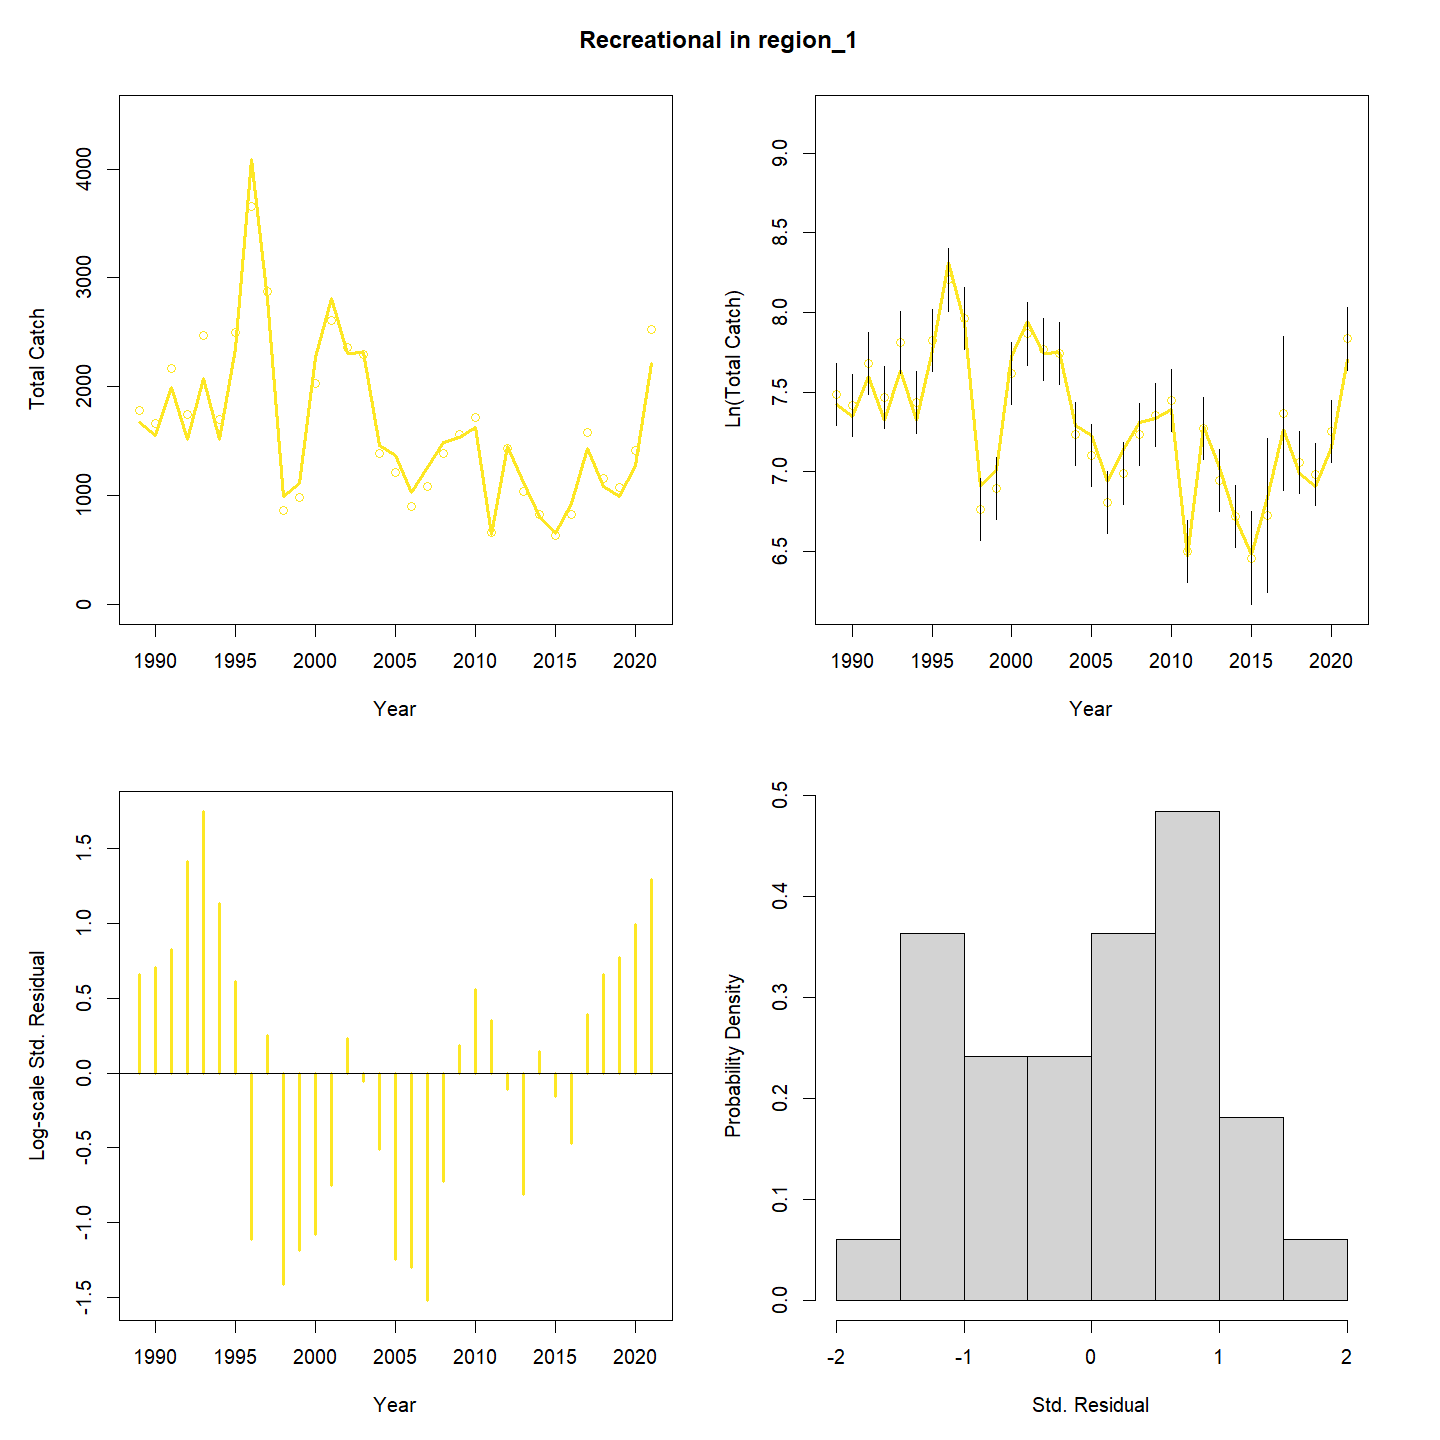 Recreational in region_1
Total Catch
4000
3000
2000
1000
0
1990 1995 2000 2005 2010 2015 2020
Year
Ln(Total Catch)
9.0
8.5
8.0
7.5
7.0
6.5
1990 1995 2000 2005 2010 2015 2020
Year
Log-scale Std. Residual
1.5
1.0
0.5
0.0
-0.5
-1.0
-1.5
1990 1995 2000 2005 2010 2015 2020
Year
Probability Density
0.5
0.4
0.3
0.2
0.1
0.0
-2 -1 0 1 2
Std. Residual